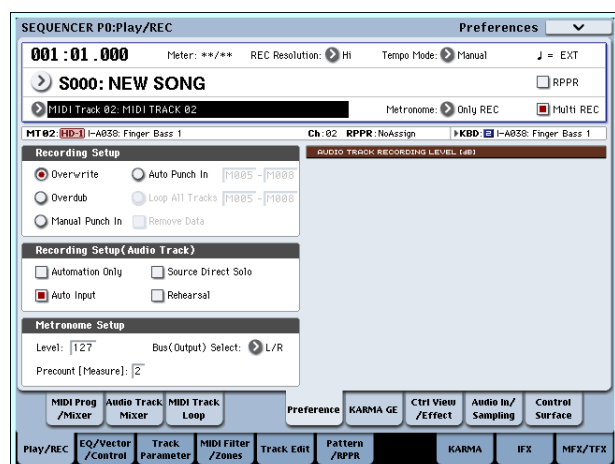 SEQUENCER P0:Play/REC Preferences
001:01.000 Meter: **/** REC Resolution: Hi Tempo Mode: Manual ♩ = EXT
S000: NEW SONG RPPR
MIDI Track 02: MIDI TRACK 02 Metronome: Only REC Multi REC
MT02: HD-1 I-A038: Finger Bass 1 Ch:02 RPPR:NoAssign KBD: I-A038: Finger Bass 1
Recording Setup AUDIO TRACK RECORDING LEVEL [dB]
Overwrite Auto Punch In M005 - M008
Overdub Loop All Tracks M005 - M008
Manual Punch In Remove Data
Recording Setup(Audio Track)
Automation Only Source Direct Solo
Auto Input Rehearsal
Metronome Setup
Level: 127 Bus(Output) Select: L/R
Precount [Measure]: 2
MIDI Prog /Mixer Audio Track Mixer MIDI Track Loop Preference KARMA GE Ctrl View /Effect Audio In/ Sampling Control Surface
Play/REC EQ/Vector /Control Track Parameter MIDI Filter /Zones Track Edit Pattern /RPPR KARMA IFX MFX/TFX